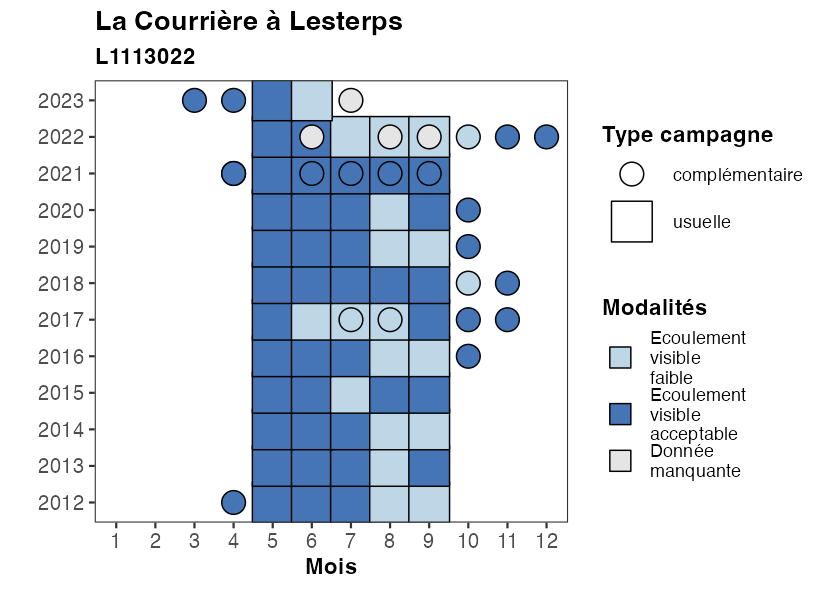 La Courrière à Lesterps
L1113022
2023
2022
2021
2020
2019
2018
2017
2016
2015
2014
2013
2012
1 2 3 4 5 6 7 8 9 10 11 12
Mois
Type campagne
complémentaire
usuelle
Modalités
Ecoulement
visible
faible
Ecoulement
visible
acceptable
Donnée
manquante